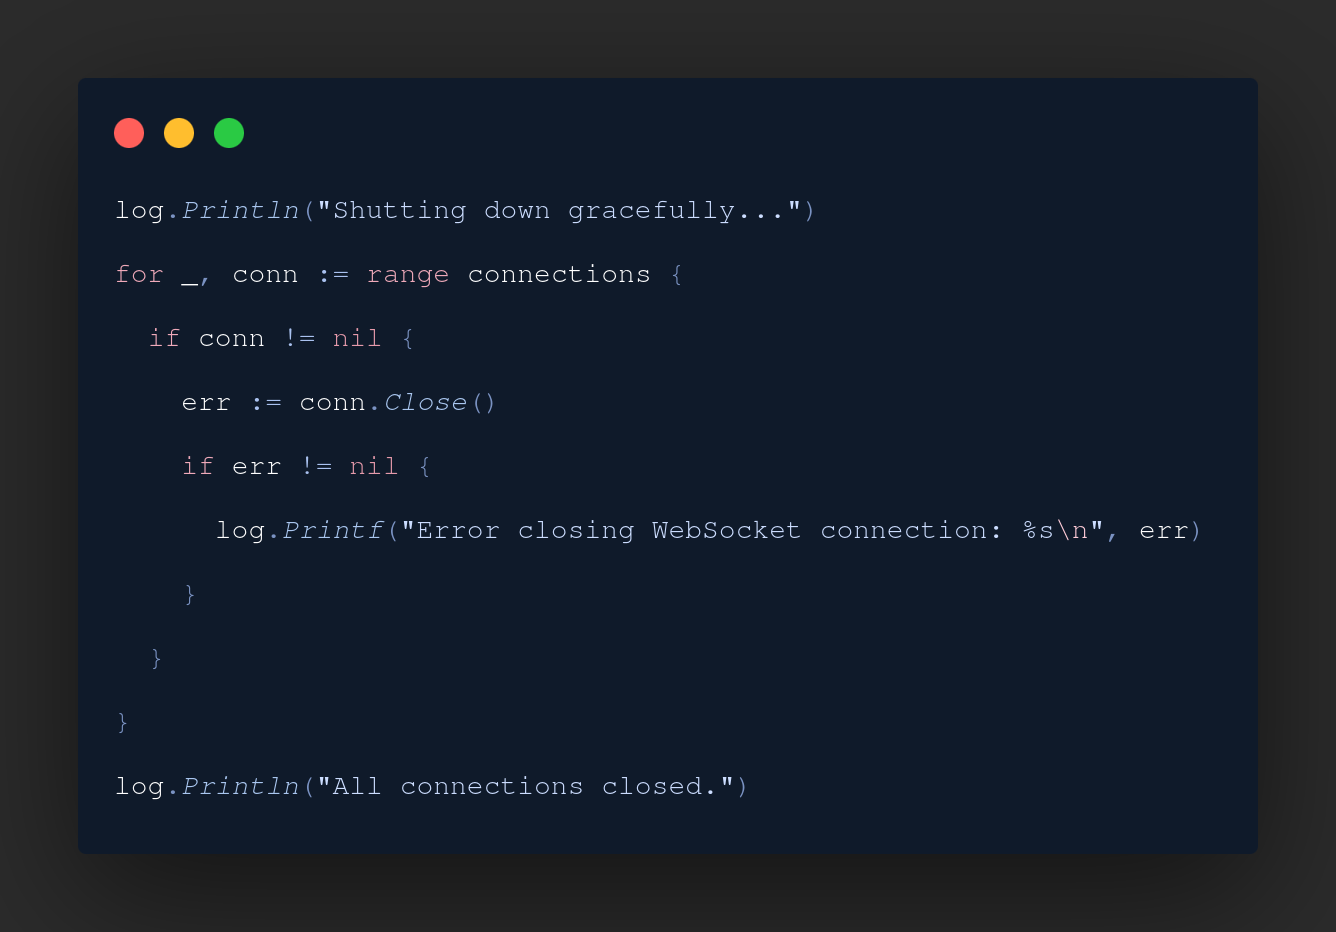 log.Println("Shutting down gracefully...")
for _, conn := range connections {
  if conn != nil {
    err := conn.Close()
    if err != nil {
      log.Printf("Error closing WebSocket connection: %s\n", err)
    }
  }
}
log.Println("All connections closed.")